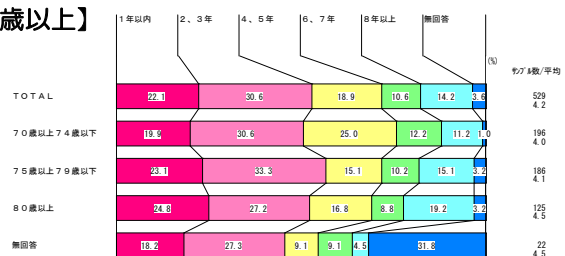 歳以上】
1年以内 2、3年 4、5年 6、7年 8年以上 無回答
(%)
ｻﾝﾌﾟﾙ数/平均
TOTAL 22.1 30.6 18.9 10.6 14.2 3.6 529
4.2
70歳以上74歳以下 19.9 30.6 25.0 12.2 11.2 1.0 196
4.0
75歳以上79歳以下 23.1 33.3 15.1 10.2 15.1 3.2 186
4.1
80歳以上 24.8 27.2 16.8 8.8 19.2 3.2 125
4.5
無回答 18.2 27.3 9.1 9.1 4.5 31.8 22
4.5